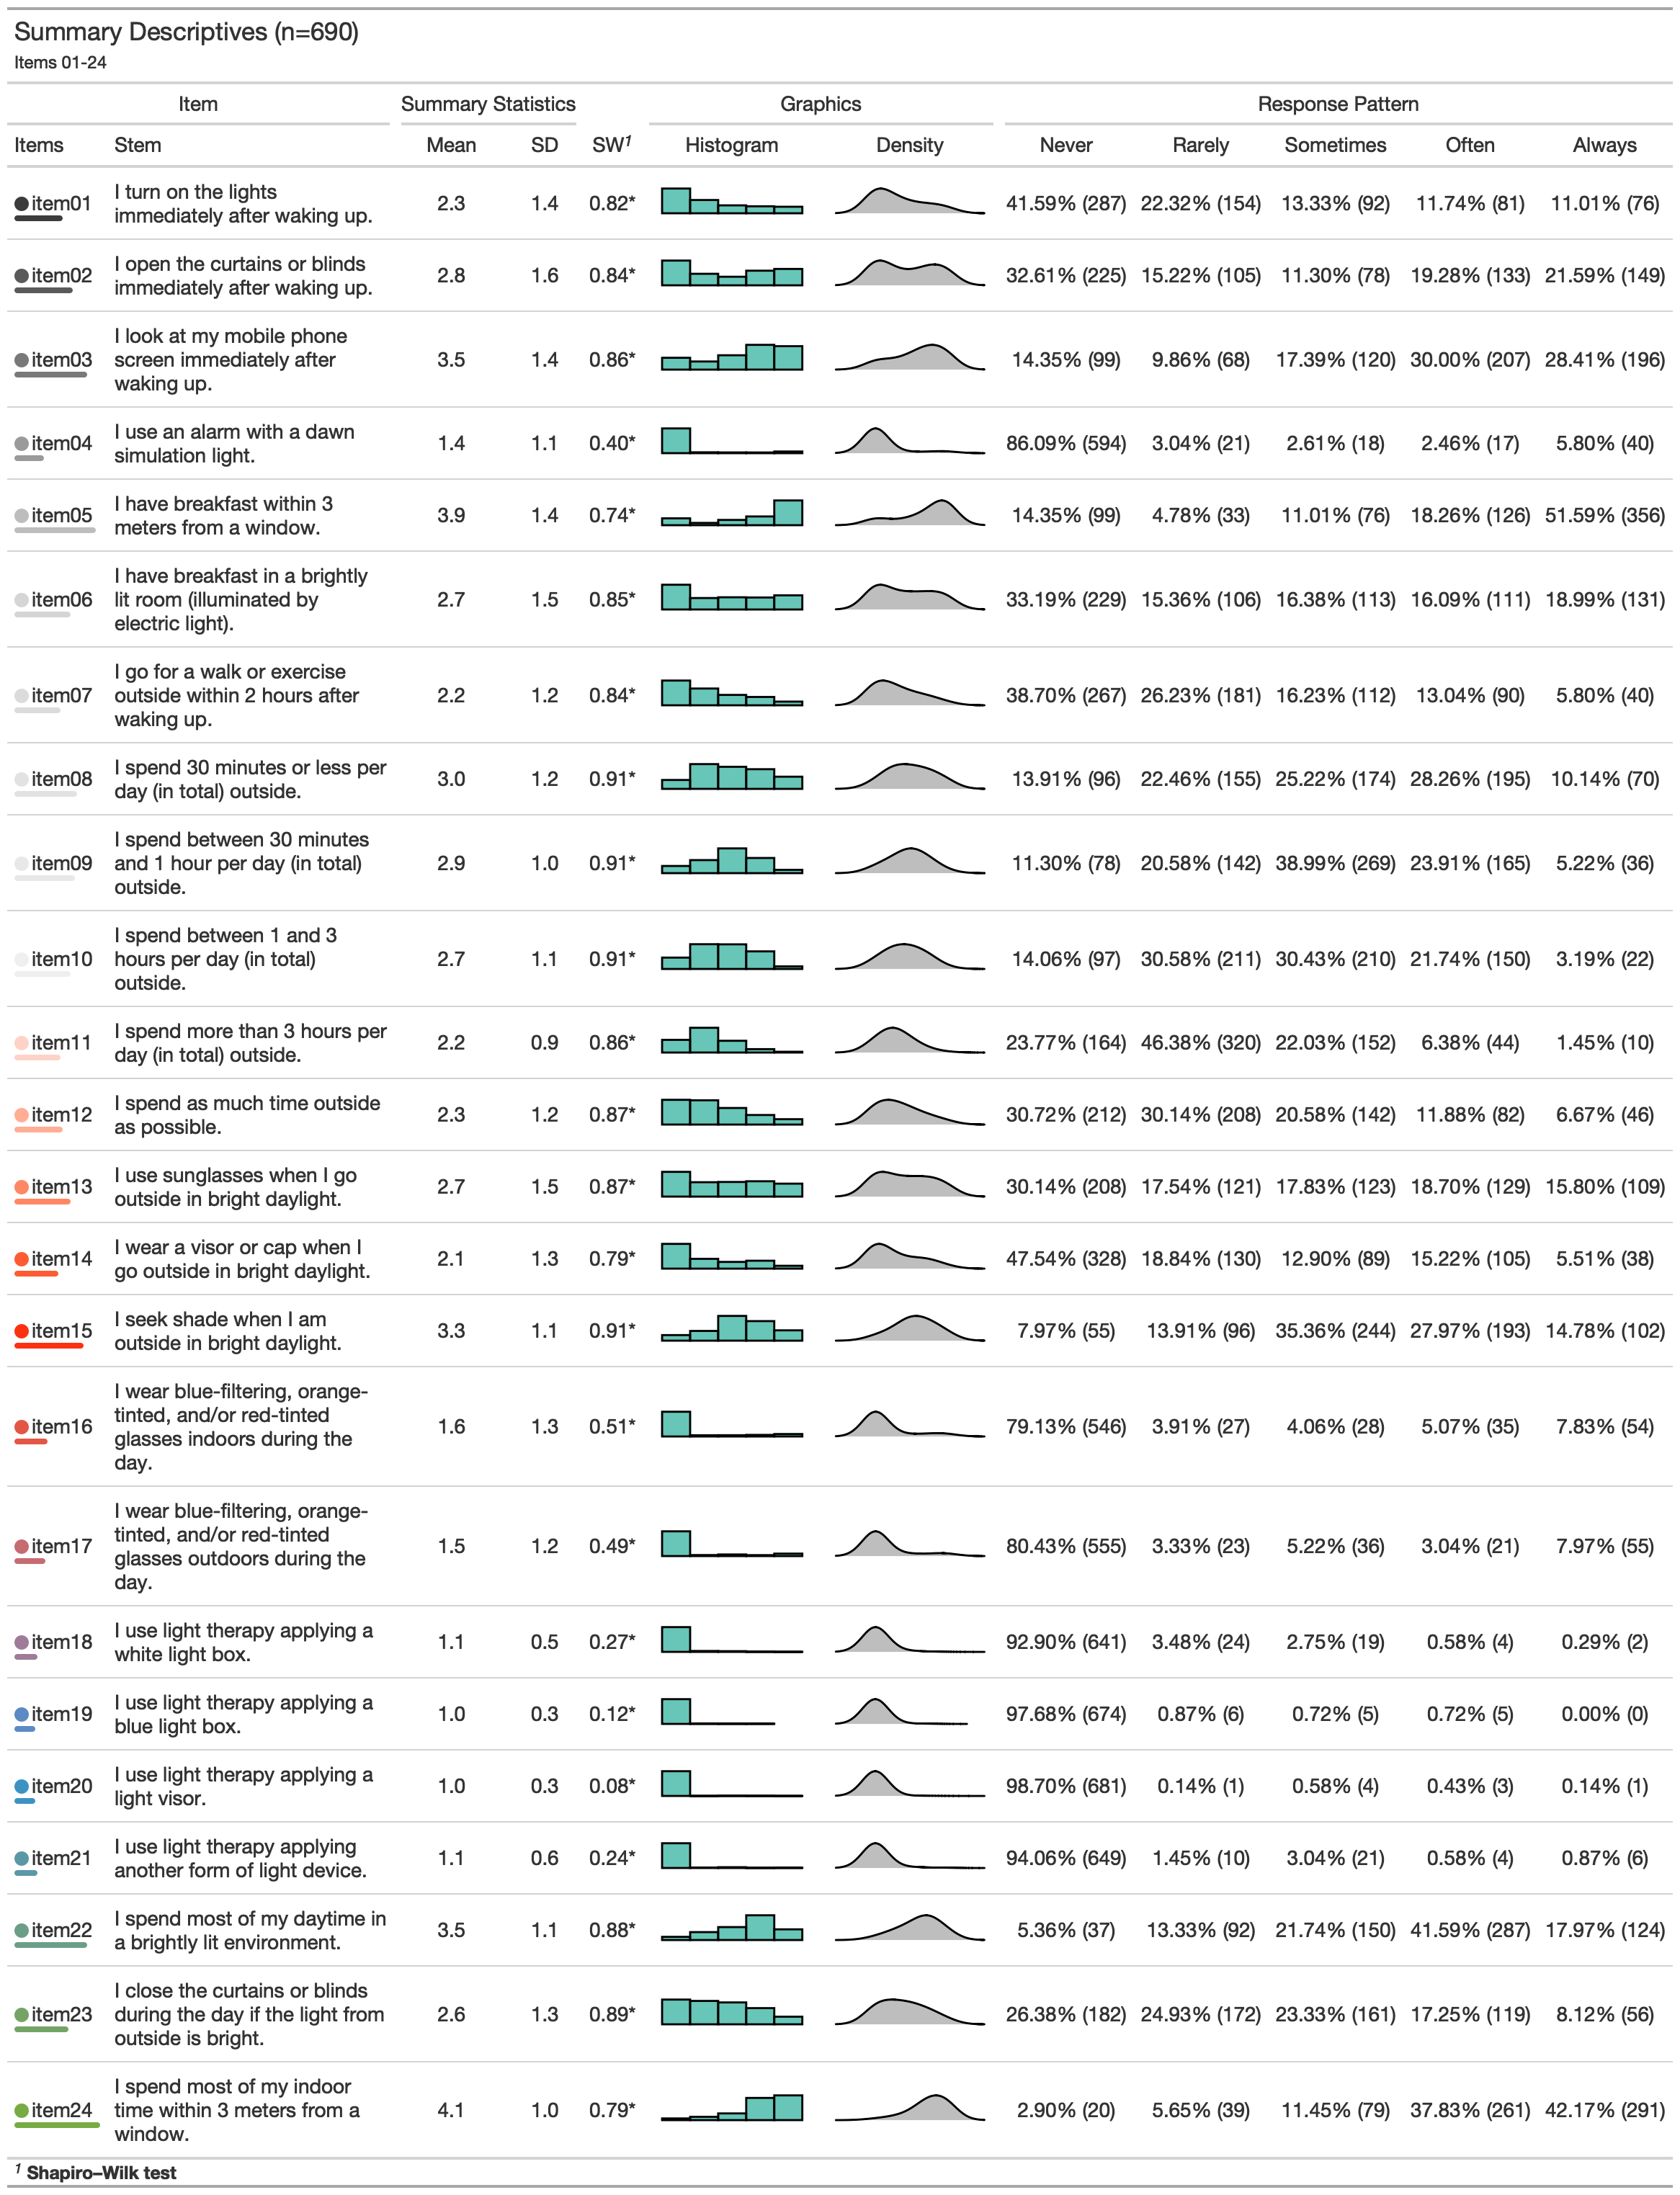 Summary Descriptives (n=690)
Items 01-24
Item Summary Statistics Graphics Response Pattern
Items Stem Mean SD SW1 Histogram Density Never Rarely Sometimes Often Always
I turn on the lights
item01 2.3 1.4 0.82* 41.59% (287) 22.32% (154) 13.33% (92) 11.74% (81) 11.01% (76)
immediately after waking up.
I open the curtains or blinds
item02 2.8 1.6 0.84* 32.61% (225) 15.22% (105) 11.30% (78) 19.28% (133) 21.59% (149)
immediately after waking up.
I look at my mobile phone
item03 screen immediately after 3.5 1.4 0.86* 14.35% (99) 9.86% (68) 17.39% (120) 30.00% (207) 28.41% (196)
waking up.
I use an alarm with a dawn
item04 1.4 1.1 0.40* 86.09% (594) 3.04% (21) 2.61% (18) 2.46% (17) 5.80% (40)
simulation light.
I have breakfast within 3
item05 3.9 1.4 0.74* 14.35% (99) 4.78% (33) 11.01% (76) 18.26% (126) 51.59% (356)
meters from a window.
I have breakfast in a brightly
item06 lit room (illuminated by 2.7 1.5 0.85* 33.19% (229) 15.36% (106) 16.38% (113) 16.09% (111) 18.99% (131)
electric light).
I go for a walk or exercise
item07 outside within 2 hours after 2.2 1.2 0.84* 38.70% (267) 26.23% (181) 16.23% (112) 13.04% (90) 5.80% (40)
waking up.
I spend 30 minutes or less per
item08 3.0 1.2 0.91* 13.91% (96) 22.46% (155) 25.22% (174) 28.26% (195) 10.14% (70)
day (in total) outside.
I spend between 30 minutes
item09 and 1 hour per day (in total) 2.9 1.0 0.91* 11.30% (78) 20.58% (142) 38.99% (269) 23.91% (165) 5.22% (36)
outside.
I spend between 1 and 3
item10 hours per day (in total) 2.7 1.1 0.91* 14.06% (97) 30.58% (211) 30.43% (210) 21.74% (150) 3.19% (22)
outside.
I spend more than 3 hours per
item11 2.2 0.9 0.86* 23.77% (164) 46.38% (320) 22.03% (152) 6.38% (44) 1.45% (10)
day (in total) outside.
I spend as much time outside
item12 2.3 1.2 0.87* 30.72% (212) 30.14% (208) 20.58% (142) 11.88% (82) 6.67% (46)
as possible.
I use sunglasses when I go
item13 2.7 1.5 0.87* 30.14% (208) 17.54% (121) 17.83% (123) 18.70% (129) 15.80% (109)
outside in bright daylight.
I wear a visor or cap when I
item14 2.1 1.3 0.79* 47.54% (328) 18.84% (130) 12.90% (89) 15.22% (105) 5.51% (38)
go outside in bright daylight.
I seek shade when I am
item15 3.3 1.1 0.91* 7.97% (55) 13.91% (96) 35.36% (244) 27.97% (193) 14.78% (102)
outside in bright daylight.
I wear blue-filtering, orange-
tinted, and/or red-tinted
item16 1.6 1.3 0.51* 79.13% (546) 3.91% (27) 4.06% (28) 5.07% (35) 7.83% (54)
glasses indoors during the
day.
I wear blue-filtering, orange-
tinted, and/or red-tinted
item17 1.5 1.2 0.49* 80.43% (555) 3.33% (23) 5.22% (36) 3.04% (21) 7.97% (55)
glasses outdoors during the
day.
I use light therapy applying a
item18 1.1 0.5 0.27* 92.90% (641) 3.48% (24) 2.75% (19) 0.58% (4) 0.29% (2)
white light box.
I use light therapy applying a
item19 1.0 0.3 0.12* 97.68% (674) 0.87% (6) 0.72% (5) 0.72% (5) 0.00% (0)
blue light box.
I use light therapy applying a
item20 1.0 0.3 0.08* 98.70% (681) 0.14% (1) 0.58% (4) 0.43% (3) 0.14% (1)
light visor.
I use light therapy applying
item21 1.1 0.6 0.24* 94.06% (649) 1.45% (10) 3.04% (21) 0.58% (4) 0.87% (6)
another form of light device.
I spend most of my daytime in
item22 3.5 1.1 0.88* 5.36% (37) 13.33% (92) 21.74% (150) 41.59% (287) 17.97% (124)
a brightly lit environment.
I close the curtains or blinds
item23 during the day if the light from 2.6 1.3 0.89* 26.38% (182) 24.93% (172) 23.33% (161) 17.25% (119) 8.12% (56)
outside is bright.
I spend most of my indoor
item24 time within 3 meters from a 4.1 1.0 0.79* 2.90% (20) 5.65% (39) 11.45% (79) 37.83% (261) 42.17% (291)
window.
1 Shapiro–Wilk test